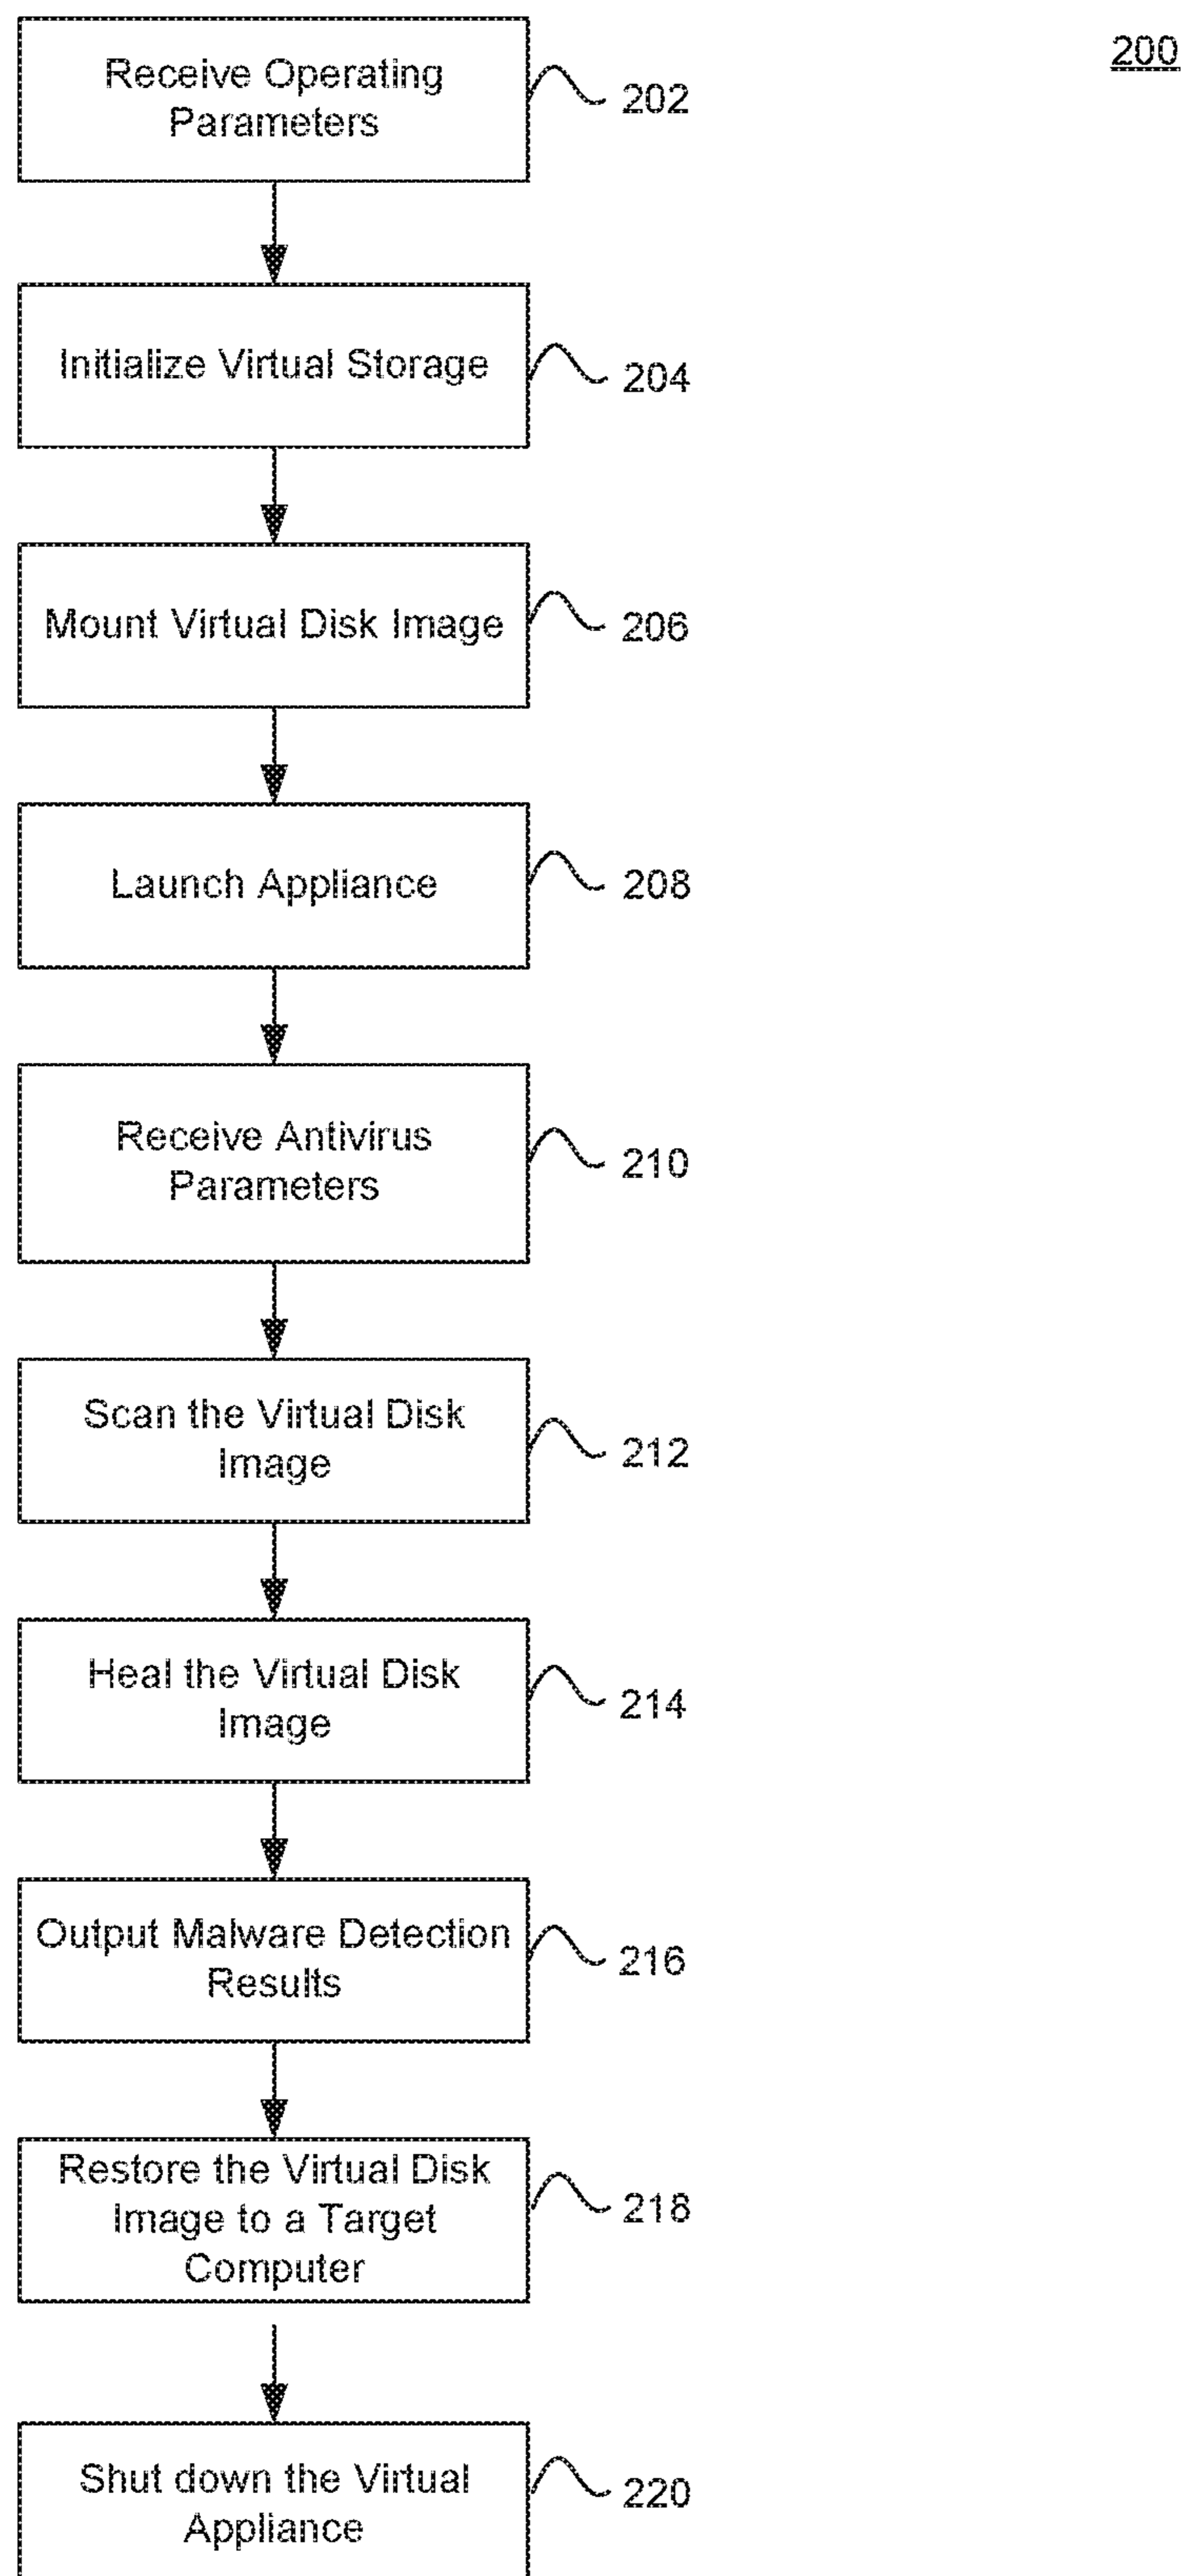 200
Receive Operating
Parameters
202
Initialize Virtual Storage
204
Mount Virtual Disk Image
206
Launch Appliance
208
Receive Antivirus
Parameters
210
Scan the Virtual Disk
Image
212
Heal the Virtual Disk
Image
214
Output Malware Detection
Results
216
Restore the Virtual Disk
Image to a Target
Computer
218
Shut down the Virtual
Appliance
220